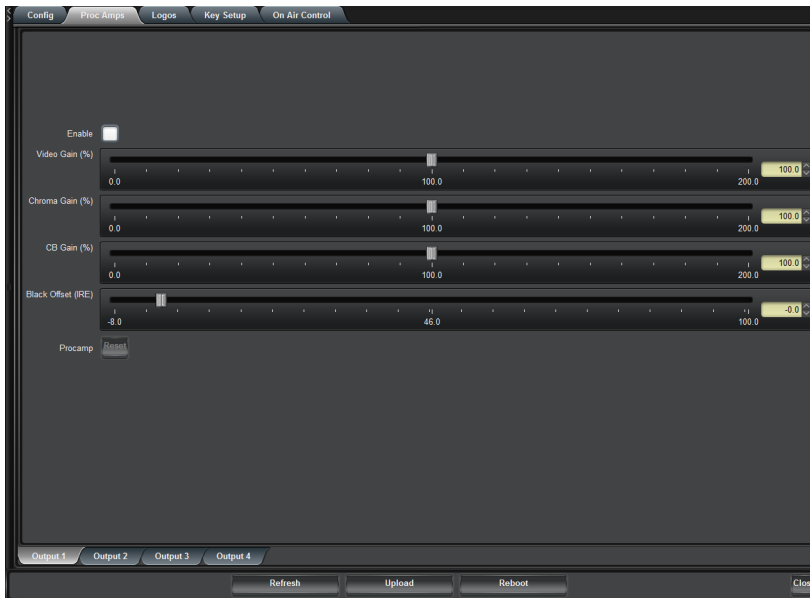 Config Proc Amps Logos Key Setup On Air Control
Enable
Video Gain (%) 100.0
0.0 100.0 200.0
Chroma Gain (%) 100.0
0.0 100.0 200.0
CB Gain (%) 100.0
0.0 100.0 200.0
Black Offset (IRE) -0.0
-8.0 46.0 100.0
Procamp Reset
Output 1 Output 2 Output 3 Output 4
Refresh Upload Reboot Clos